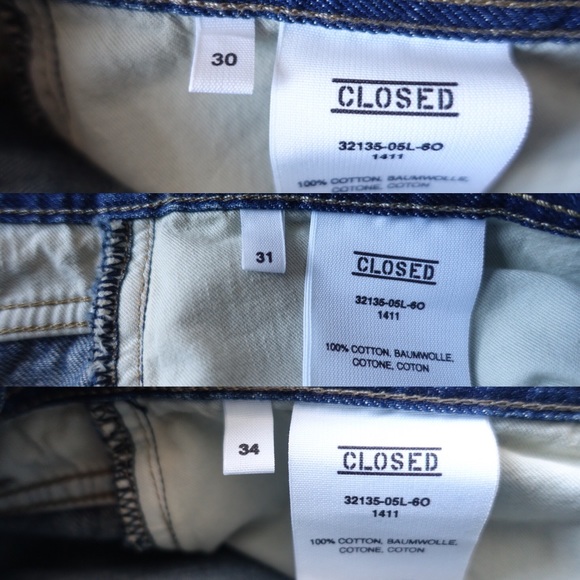 30
CLOSED
32135-05L-6O
1411
100% COTTON, BAUMWOLLE,
COTONE, COTON
31
CLOSED
32135-05L-6O
1411
100% COTTON, BAUMWOLLE,
COTONE, COTON
34
CLOSED
32135-05L-6O
1411
100% COTTON, BAUMWOLLE,
COTONE, COTON